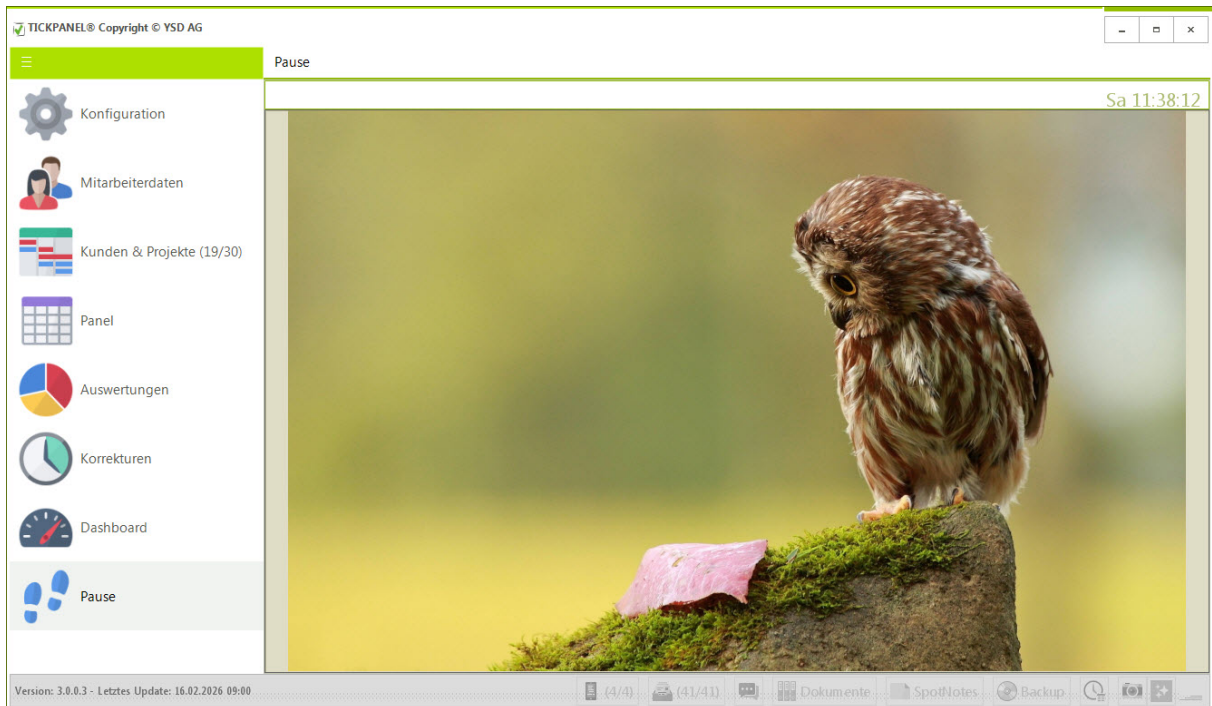 TICKPANEL® Copyright © YSD AG
Pause
Sa 11:38:12
Konfiguration
Mitarbeiterdaten
Kunden & Projekte (19/30)
Panel
Auswertungen
Korrekturen
Dashboard
Pause
Version: 3.0.0.3 - Letztes Update: 16.02.2026 09:00
(4/4) (41/41) Dokumente SpotNotes Backup